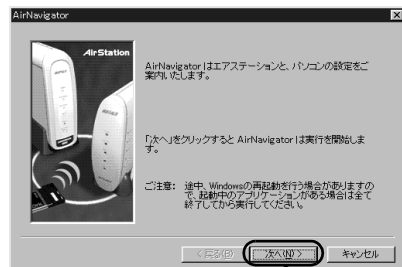 AirNavigator
AirStation
AirNavigatorはエアステーションと、パソコンの設定をご
案内いたします。
「次へ」をクリックすると AirNavigatorは実行を開始しま
す。
ご注意： 途中、Windowsの再起動を行う場合がありますの
で、起動中のアプリケーションがある場合は全て
終了してから実行してください。
< 戻る(B)
次へ(N) >
キャンセル